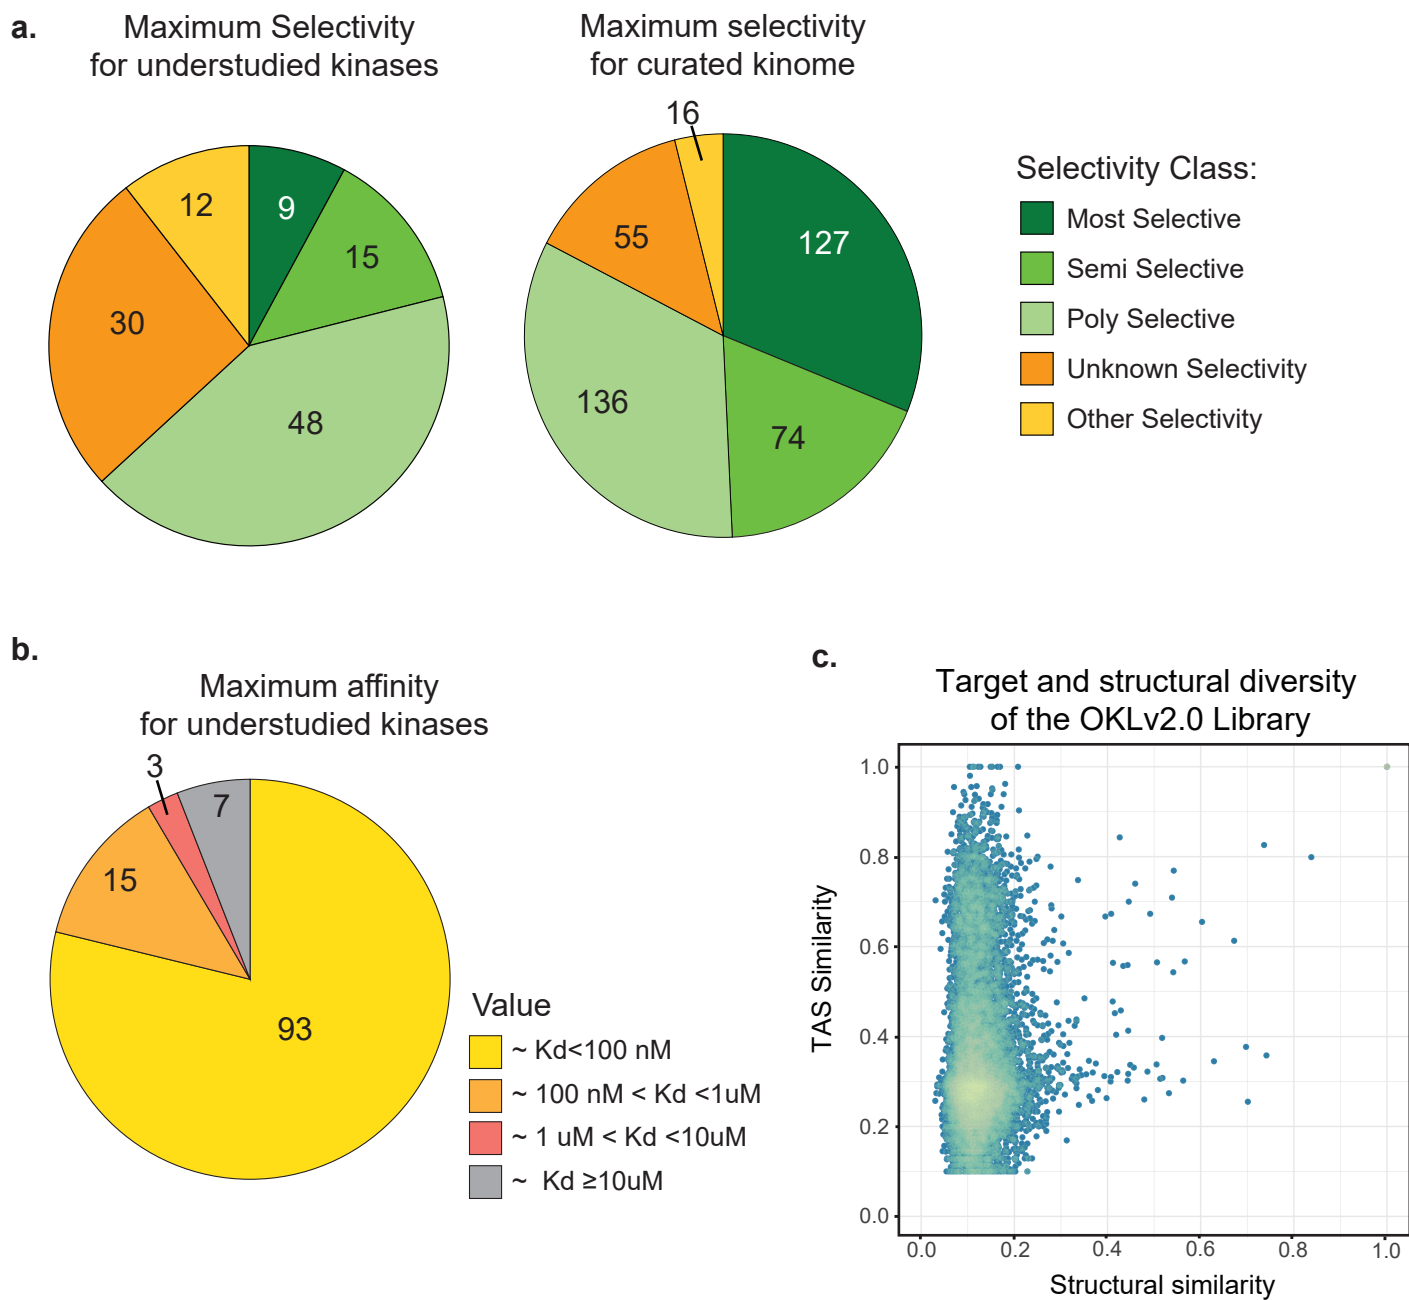 a.
Maximum Selectivity
for understudied kinases
9
15
48
30
12
Maximum selectivity
for curated kinome
16
127
74
136
55
Selectivity Class:
Most Selective
Semi Selective
Poly Selective
Unknown Selectivity
Other Selectivity
b.
Maximum affinity
for understudied kinases
3
7
15
93
Value
~ Kd<100 nM
~ 100 nM < Kd <1uM
~ 1 uM < Kd <10uM
~ Kd ≥10uM
c.
Target and structural diversity
of the OKLv2.0 Library
TAS Similarity
1.0
0.8
0.6
0.4
0.2
0.0
0.0 0.2 0.4 0.6 0.8 1.0
Structural similarity